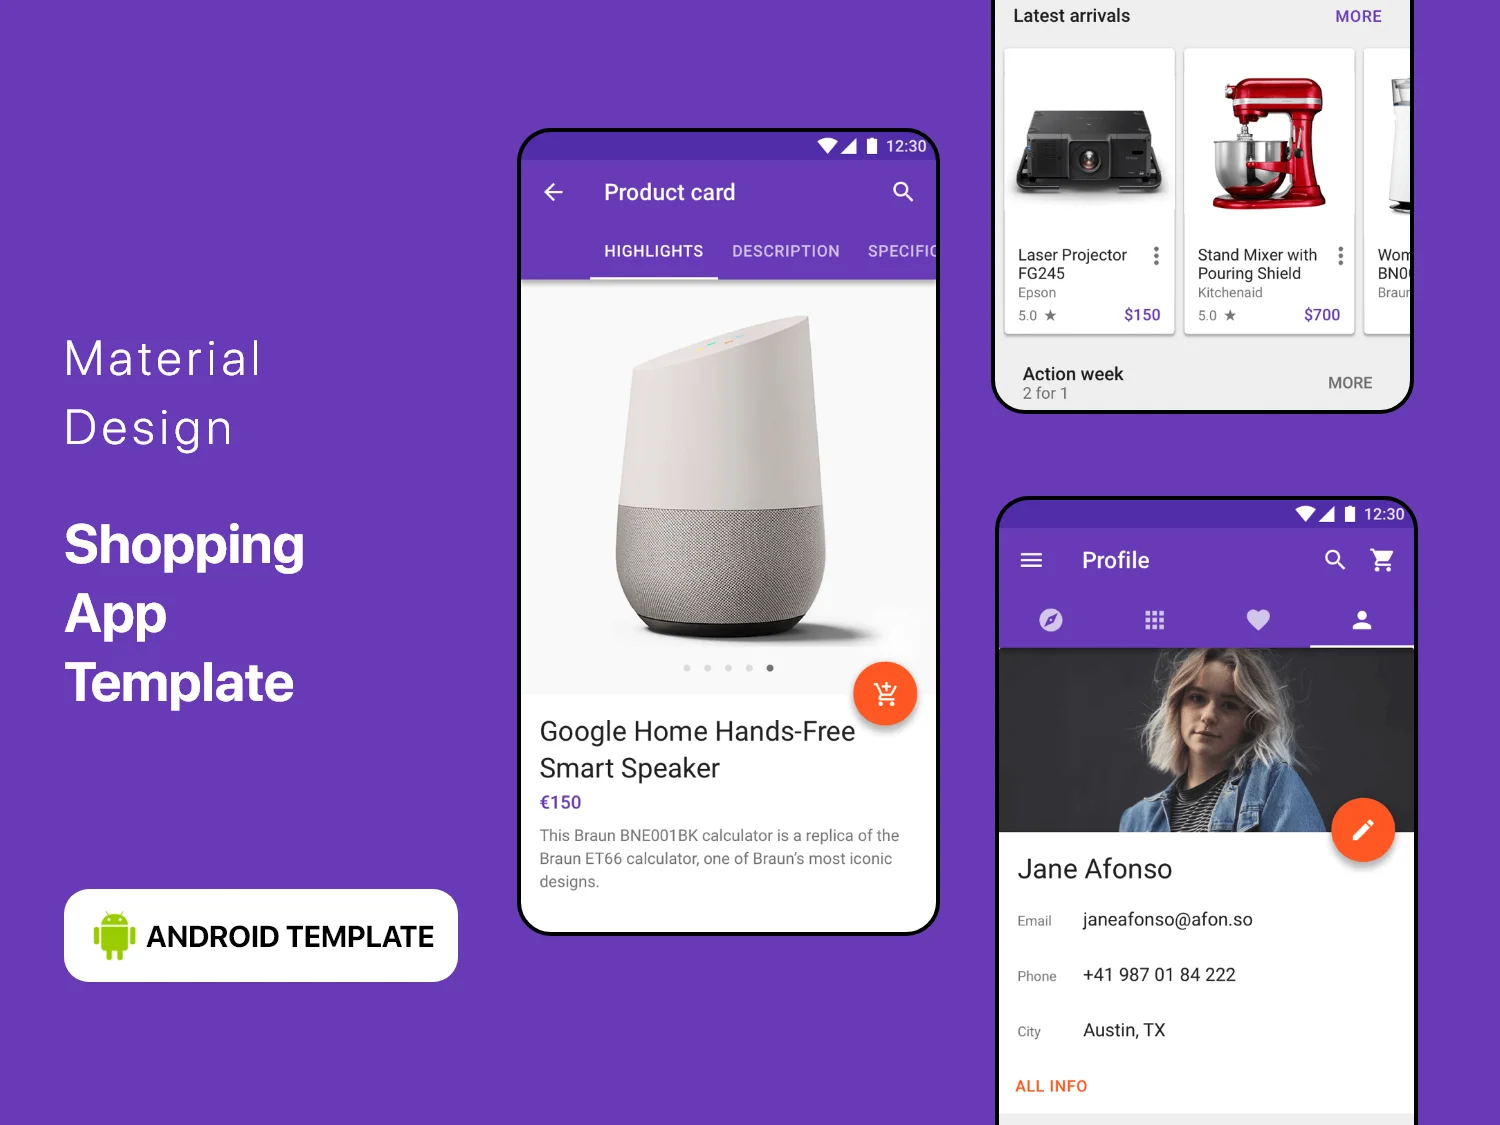 Material
Design
Shopping
App
Template
ANDROID TEMPLATE
12:30
Product card
HIGHLIGHTS DESCRIPTION SPECIFIC
Google Home Hands-Free
Smart Speaker
€150
This Braun BNE001BK calculator is a replica of the
Braun ET66 calculator, one of Braun's most iconic
designs.
Latest arrivals MORE
Laser Projector
FG245
Epson
5.0 $150
Stand Mixer with
Pouring Shield
Kitchenaid
5.0 $700
Wom
BN00
Braun
Action week
2 for 1
MORE
12:30
Profile
Jane Afonso
Email janeafonso@afon.so
Phone +41 987 01 84 222
City Austin, TX
ALL INFO